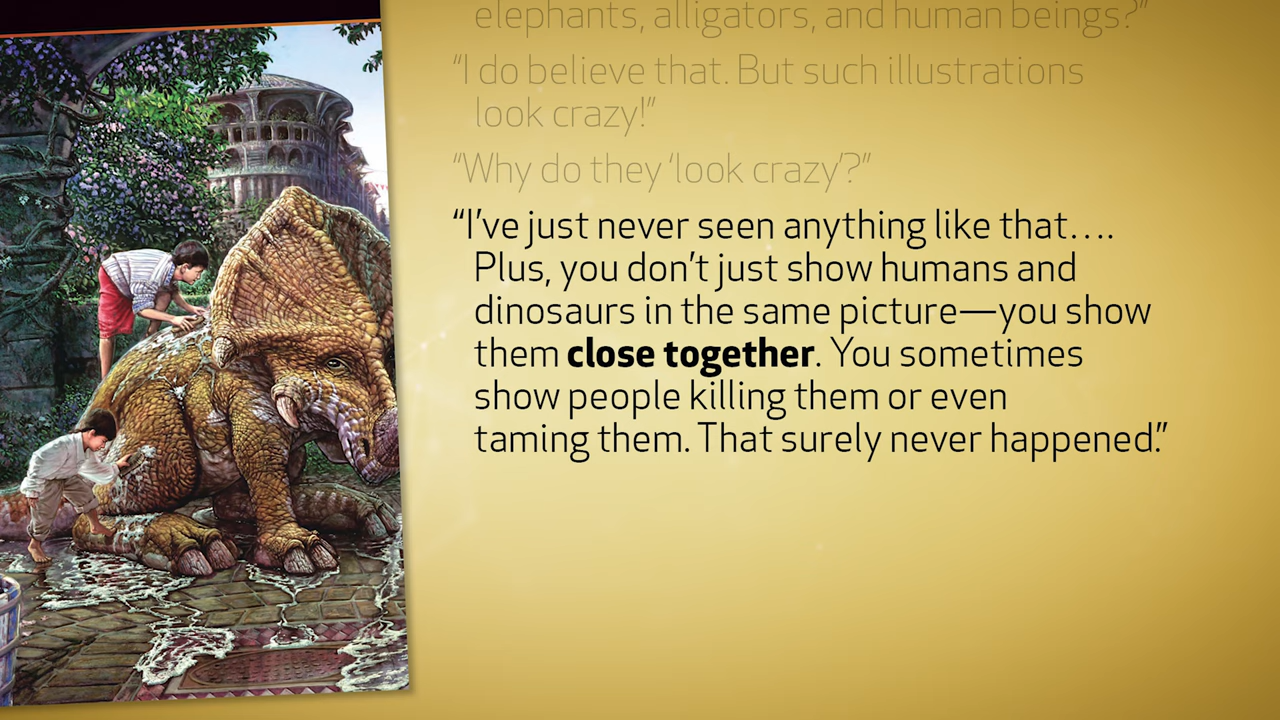 elephants, alligators, and human beings?”
“I do believe that. But such illustrations
look crazy!”
“Why do they ‘look crazy’?”
“I’ve just never seen anything like that….
Plus, you don’t just show humans and
dinosaurs in the same picture—you show
them close together. You sometimes
show people killing them or even
taming them. That surely never happened.”